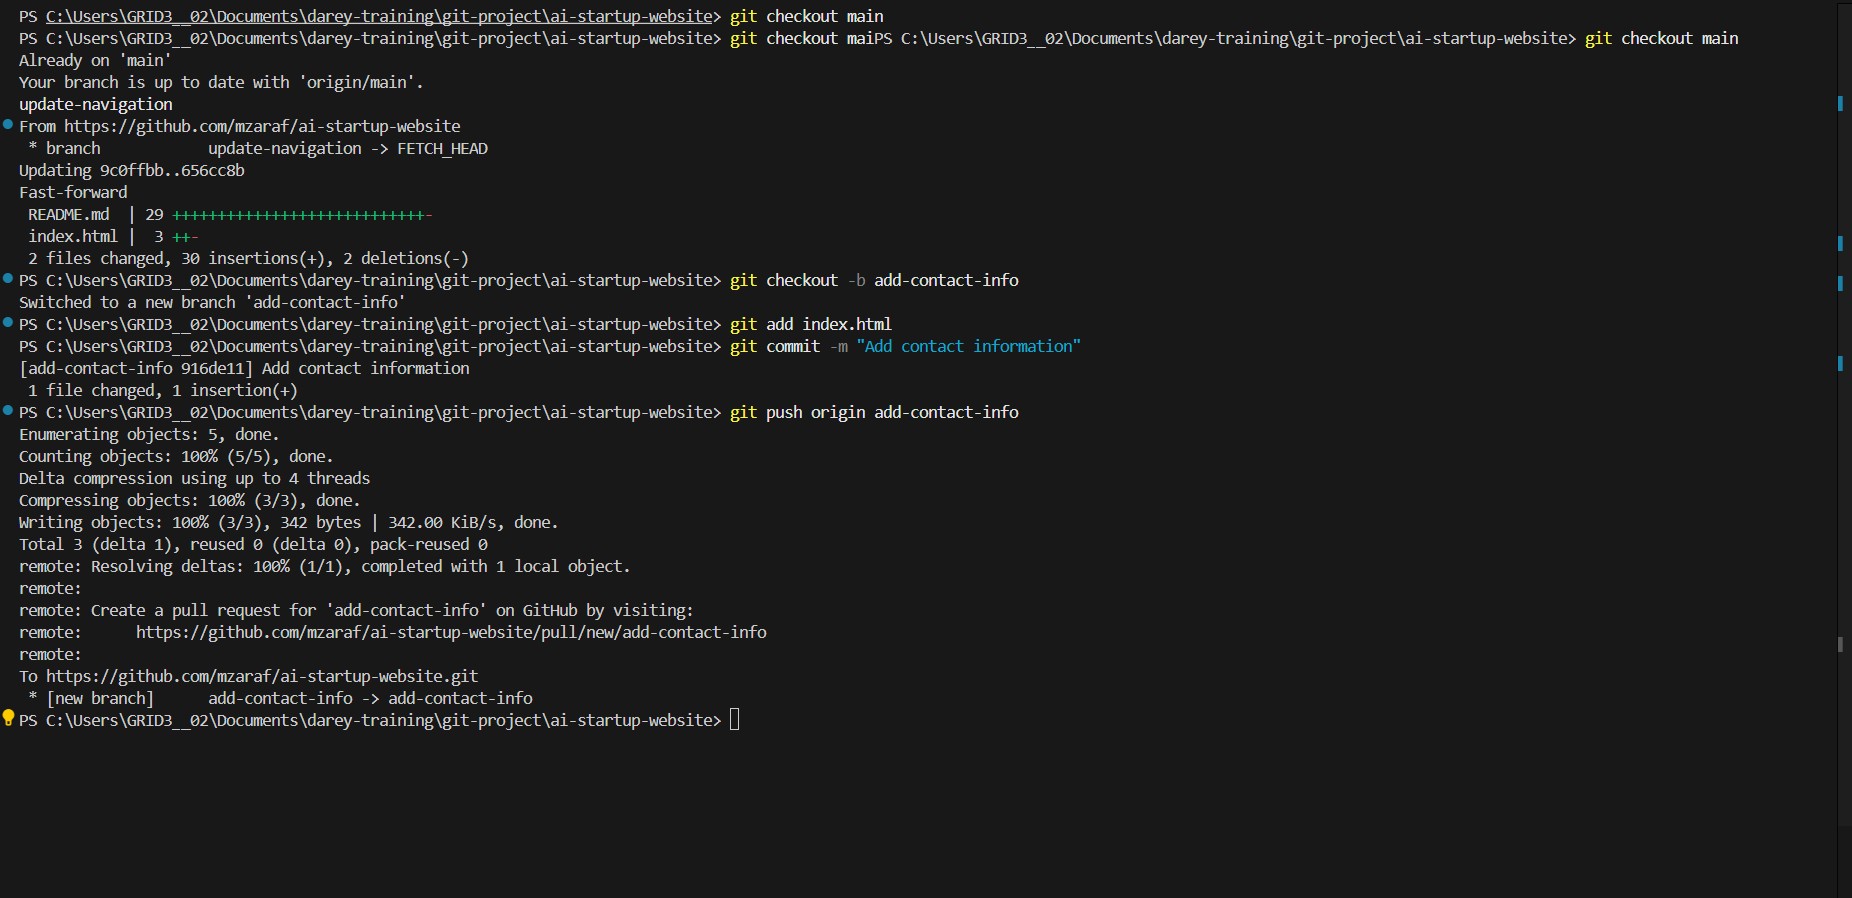 PS C:\Users\GRID3__02\Documents\darey-training\git-project\ai-startup-website> git checkout main
PS C:\Users\GRID3__02\Documents\darey-training\git-project\ai-startup-website> git checkout maiPS C:\Users\GRID3__02\Documents\darey-training\git-project\ai-startup-website> git checkout main
Already on 'main'
Your branch is up to date with 'origin/main'.
update-navigation
From https://github.com/mzaraf/ai-startup-website
 * branch            update-navigation -> FETCH_HEAD
Updating 9c0ffbb..656cc8b
Fast-forward
 README.md  | 29 ++++++++++++++++++++++++++++-
 index.html |  3 ++-
 2 files changed, 30 insertions(+), 2 deletions(-)
PS C:\Users\GRID3__02\Documents\darey-training\git-project\ai-startup-website> git checkout -b add-contact-info
Switched to a new branch 'add-contact-info'
PS C:\Users\GRID3__02\Documents\darey-training\git-project\ai-startup-website> git add index.html
PS C:\Users\GRID3__02\Documents\darey-training\git-project\ai-startup-website> git commit -m "Add contact information"
[add-contact-info 916de11] Add contact information
 1 file changed, 1 insertion(+)
PS C:\Users\GRID3__02\Documents\darey-training\git-project\ai-startup-website> git push origin add-contact-info
Enumerating objects: 5, done.
Counting objects: 100% (5/5), done.
Delta compression using up to 4 threads
Compressing objects: 100% (3/3), done.
Writing objects: 100% (3/3), 342 bytes | 342.00 KiB/s, done.
Total 3 (delta 1), reused 0 (delta 0), pack-reused 0
remote: Resolving deltas: 100% (1/1), completed with 1 local object.
remote:
remote: Create a pull request for 'add-contact-info' on GitHub by visiting:
remote:      https://github.com/mzaraf/ai-startup-website/pull/new/add-contact-info
remote:
To https://github.com/mzaraf/ai-startup-website.git
 * [new branch]      add-contact-info -> add-contact-info
PS C:\Users\GRID3__02\Documents\darey-training\git-project\ai-startup-website>